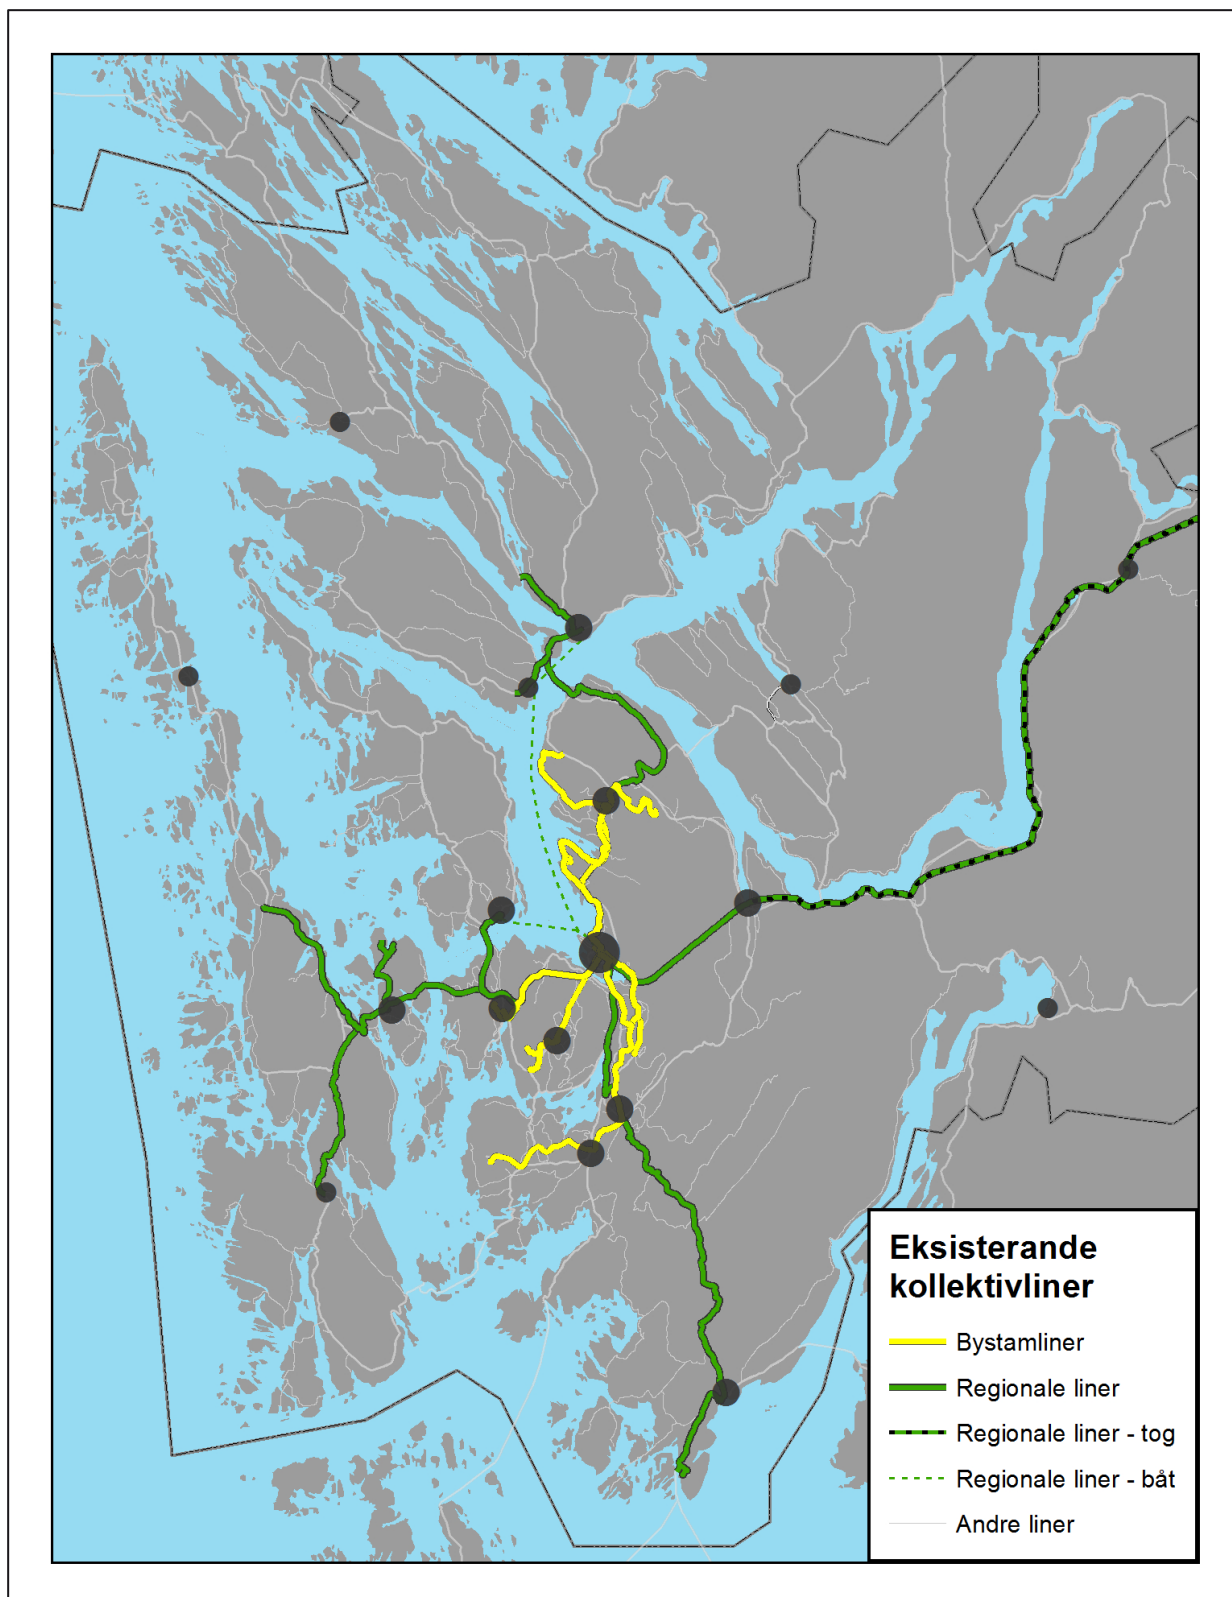 Eksisterande
kollektivliner
Bystamliner
Regionale liner
Regionale liner - tog
Regionale liner - båt
Andre liner